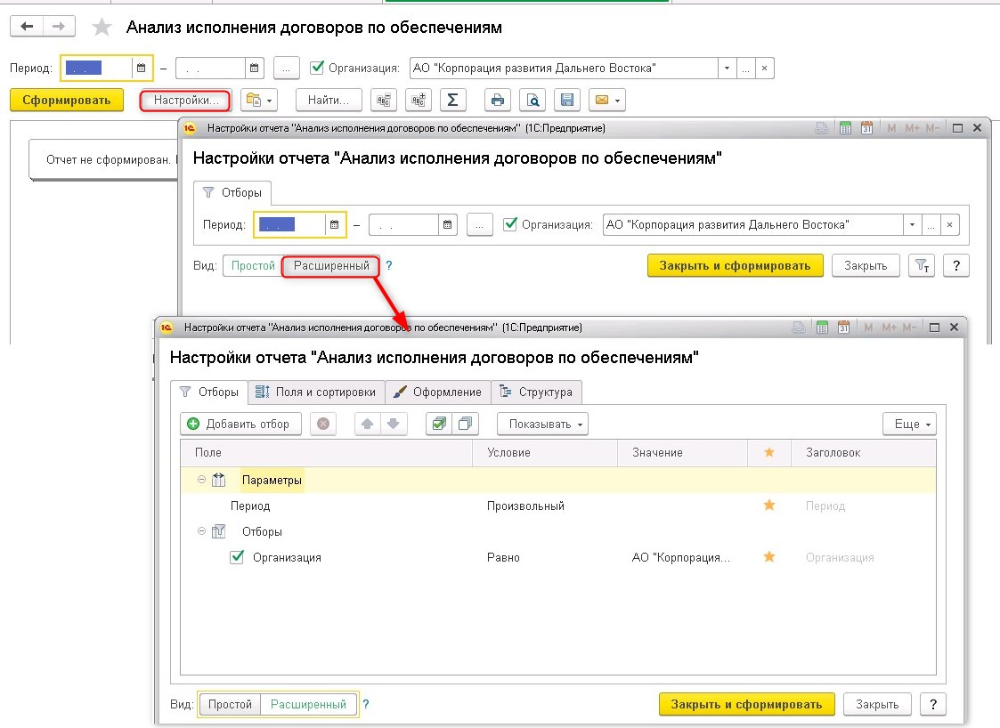 Анализ исполнения договоров по обеспечениям
Период: . . – . . ... Организация: АО "Корпорация развития Дальнего Востока" ... ×
Сформировать Настройки... Найти... Σ
Настройки отчета "Анализ исполнения договоров по обеспечениям" (1С:Предприятие) 31 M M+ M-
Отчет не сформирован.
Настройки отчета "Анализ исполнения договоров по обеспечениям"
Отборы
Период: . . – . . ... Организация: АО "Корпорация развития Дальнего Востока" ... ×
Вид: Простой Расширенный ? Закрыть и сформировать Закрыть ?
Настройки отчета "Анализ исполнения договоров по обеспечениям" (1С:Предприятие) 31 M M+ M-
Настройки отчета "Анализ исполнения договоров по обеспечениям"
Отборы Поля и сортировки Оформление Структура
Добавить отбор Показывать Еще
Поле Условие Значение Заголовок
Параметры
Период Произвольный Период
Отборы
Организация Равно АО "Корпорация... Организация
Вид: Простой Расширенный ? Закрыть и сформировать Закрыть ?